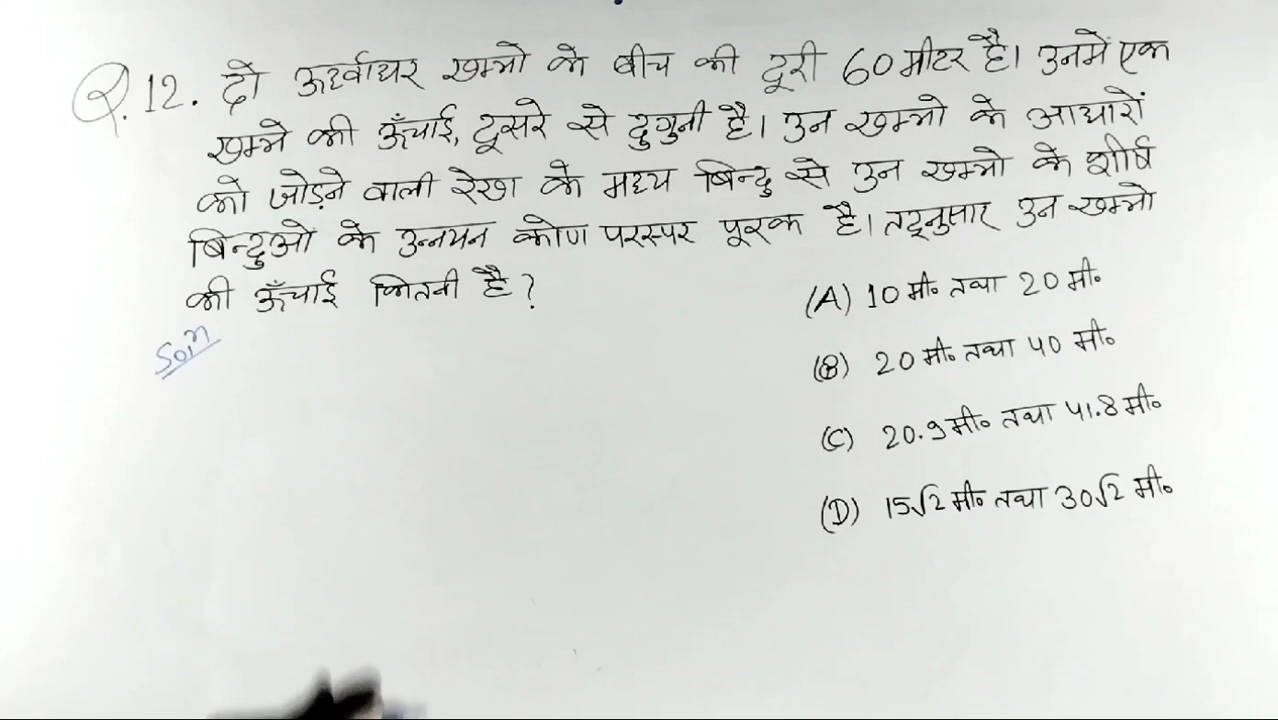 Q.12. दो ऊर्ध्वाधर खम्भो के बीच की दूरी 60 मीटर है। उनमें एक
खम्भे की ऊँचाई, दूसरे से दुगुनी है। उन खम्भो के आधारों
को जोड़ने वाली रेखा के मध्य बिन्दु से उन खम्भो के शीर्ष
बिन्दुओ के उन्नयन कोण परस्पर पूरक है। तद्नुसार उन खम्भो
की ऊँचाई कितनी है?
Solⁿ
(A) 10 मी० तथा 20 मी०
(B) 20 मी० तथा 40 मी०
(C) 20.9 मी० तथा 41.8 मी०
(D) 15√2 मी० तथा 30√2 मी०